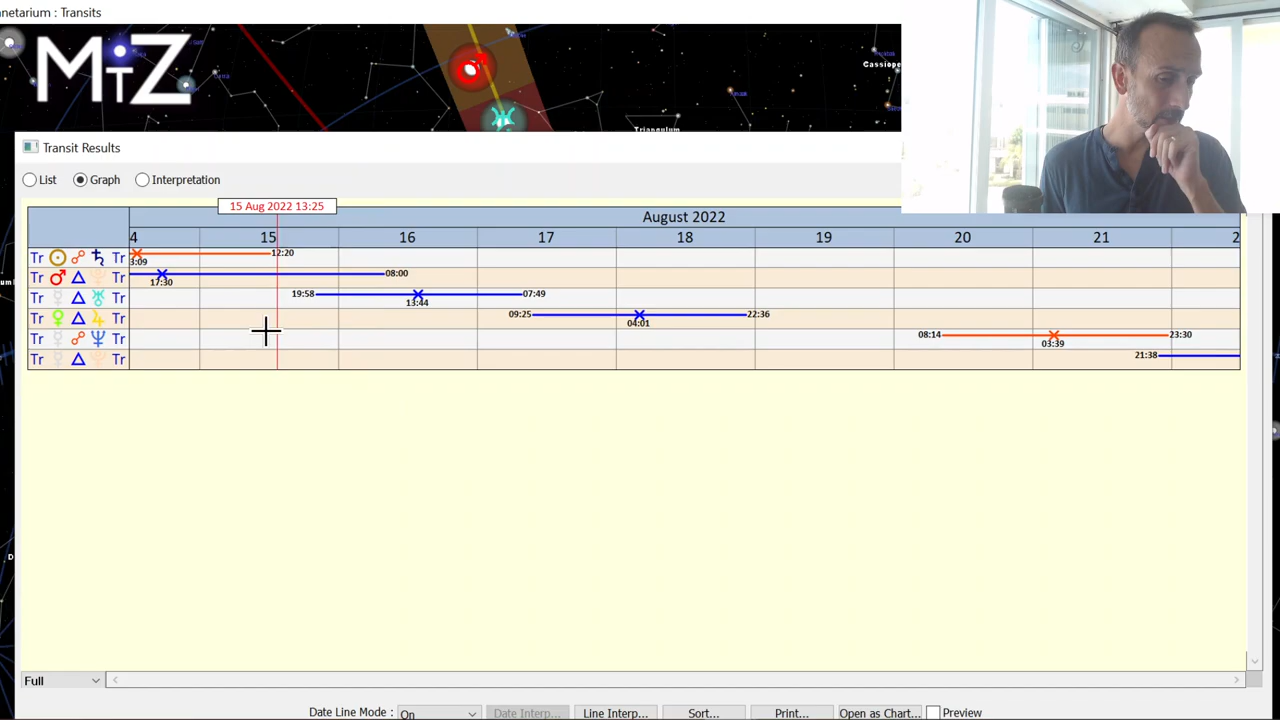 netarium : Transits
MTZ
Cassiope
Triangulum
Transit Results
List Graph Interpretation
15 Aug 2022 13:25
August 2022
4 15 16 17 18 19 20 21 2
Tr Tr 3:09 12:20
Tr Tr 17:30 08:00
Tr Tr 19:58 13:44 07:49
Tr Tr 09:25 04:01 22:36
Tr Tr 08:14 03:39 23:30
Tr Tr 21:38
Full
Date Line Mode : On Date Interp... Line Interp... Sort... Print... Open as Chart... Preview